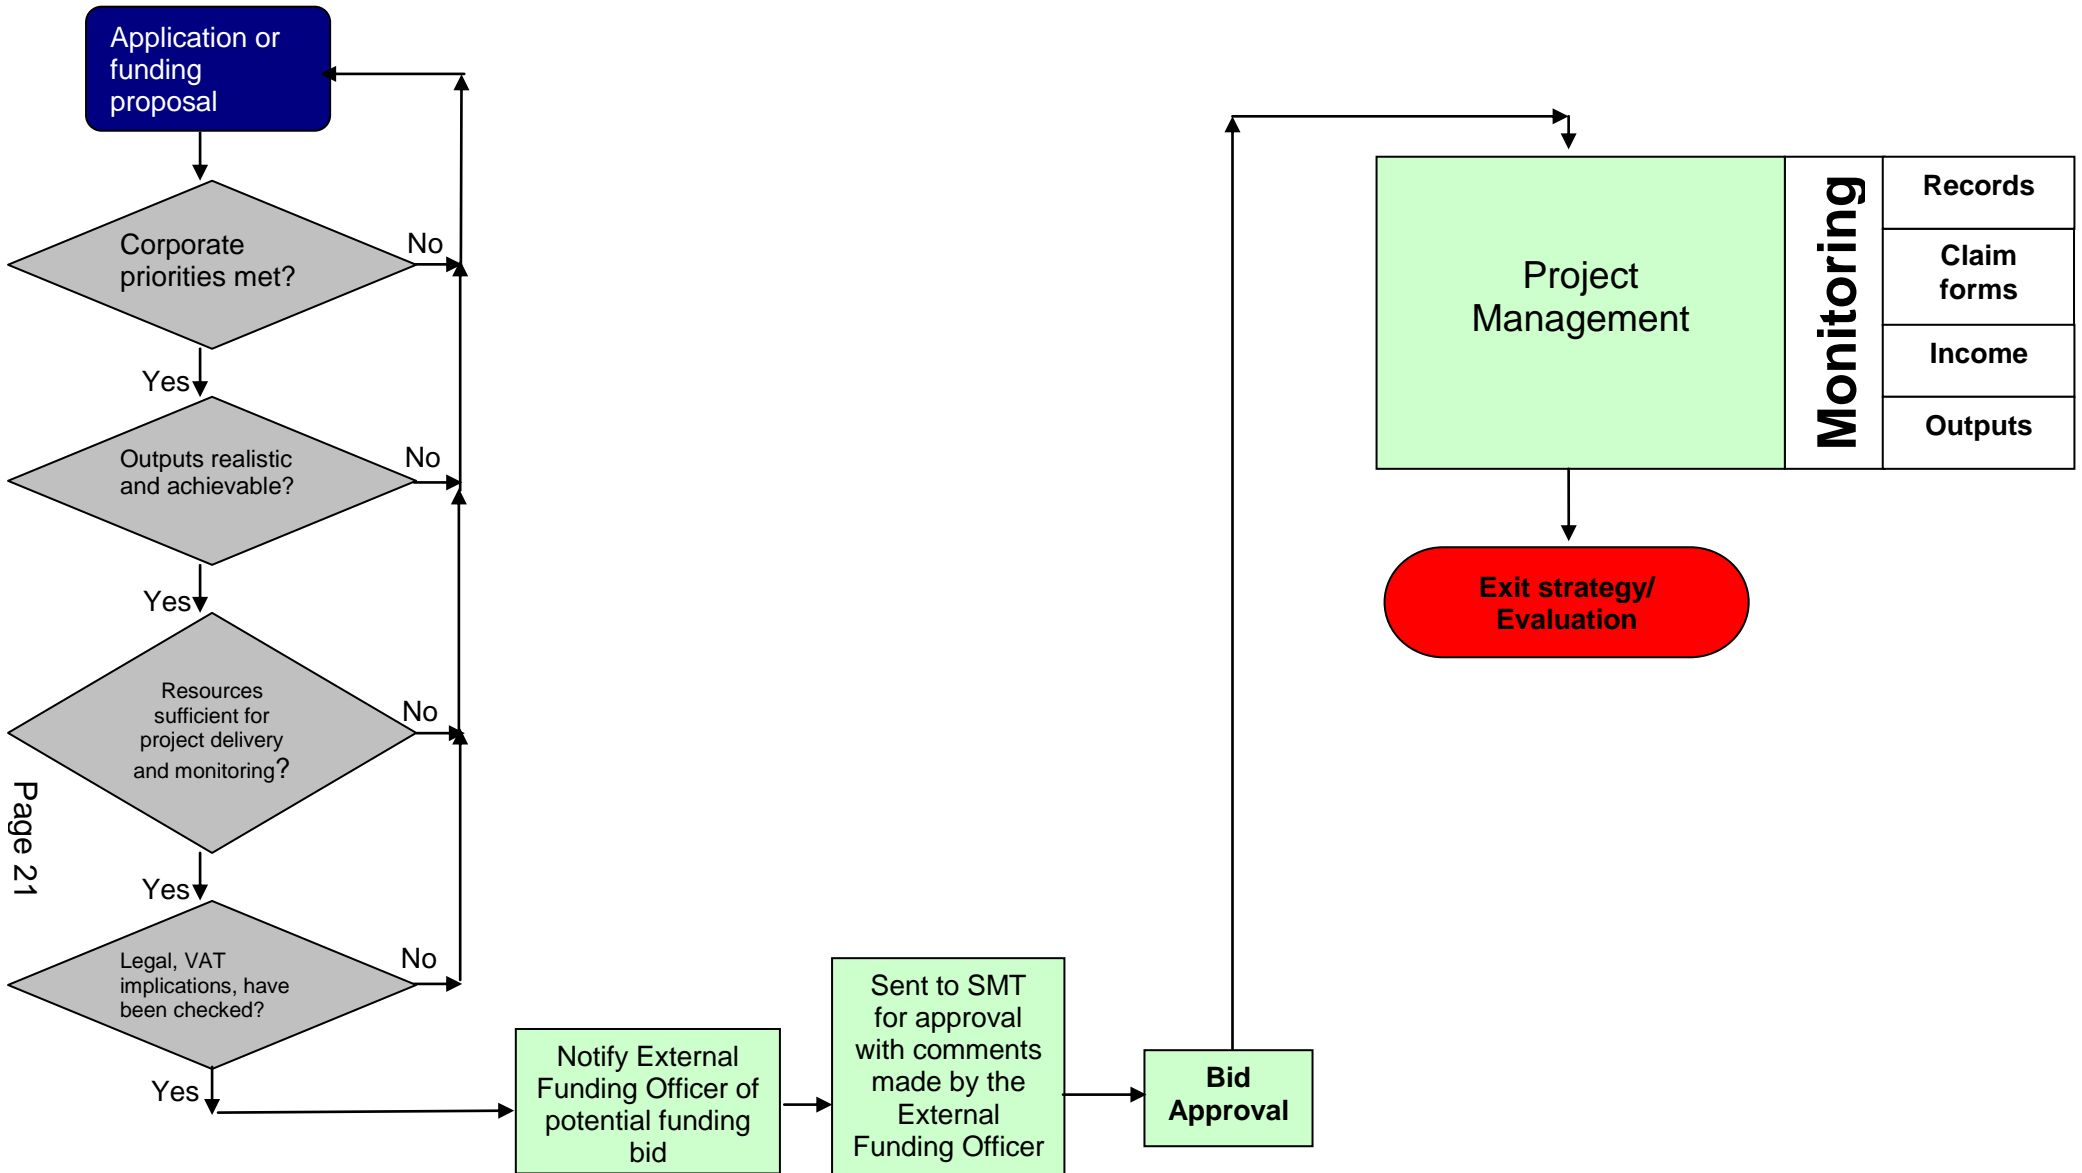 Application or
funding
proposal
Corporate
priorities met?
No
Yes
Outputs realistic
and achievable?
No
Yes
Resources
sufficient for
project delivery
and monitoring?
No
Yes
Legal, VAT
implications, have
been checked?
No
Yes
Notify External
Funding Officer of
potential funding
bid
Sent to SMT
for approval
with comments
made by the
External
Funding Officer
Bid
Approval
Project
Management
Monitoring
Records
Claim
forms
Income
Outputs
Exit strategy/
Evaluation
Page 21